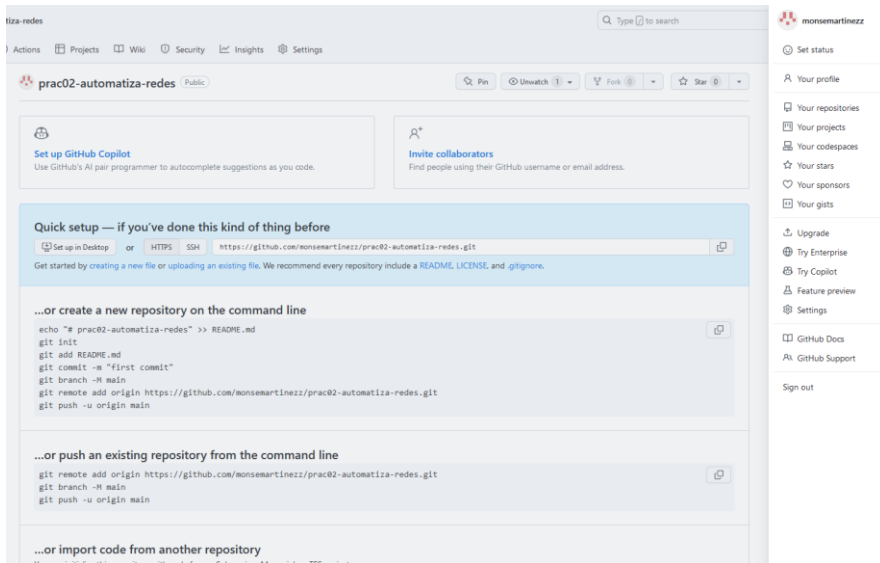 tiza-redes
Type / to search
Actions Projects Wiki Security Insights Settings
prac02-automatiza-redes Public
Pin Unwatch 1 Fork 0 Star 0
Set up GitHub Copilot
Use GitHub's AI pair programmer to autocomplete suggestions as you code.
Invite collaborators
Find people using their GitHub username or email address.
Quick setup — if you've done this kind of thing before
Set up in Desktop or HTTPS SSH https://github.com/monsemartinezz/prac02-automatiza-redes.git
Get started by creating a new file or uploading an existing file. We recommend every repository include a README, LICENSE, and .gitignore.
...or create a new repository on the command line
echo "# prac02-automatiza-redes" >> README.md
git init
git add README.md
git commit -m "first commit"
git branch -M main
git remote add origin https://github.com/monsemartinezz/prac02-automatiza-redes.git
git push -u origin main
...or push an existing repository from the command line
git remote add origin https://github.com/monsemartinezz/prac02-automatiza-redes.git
git branch -M main
git push -u origin main
...or import code from another repository
monsemartinezz
Set status
Your profile
Your repositories
Your projects
Your codespaces
Your stars
Your sponsors
Your gists
Upgrade
Try Enterprise
Try Copilot
Feature preview
Settings
GitHub Docs
GitHub Support
Sign out